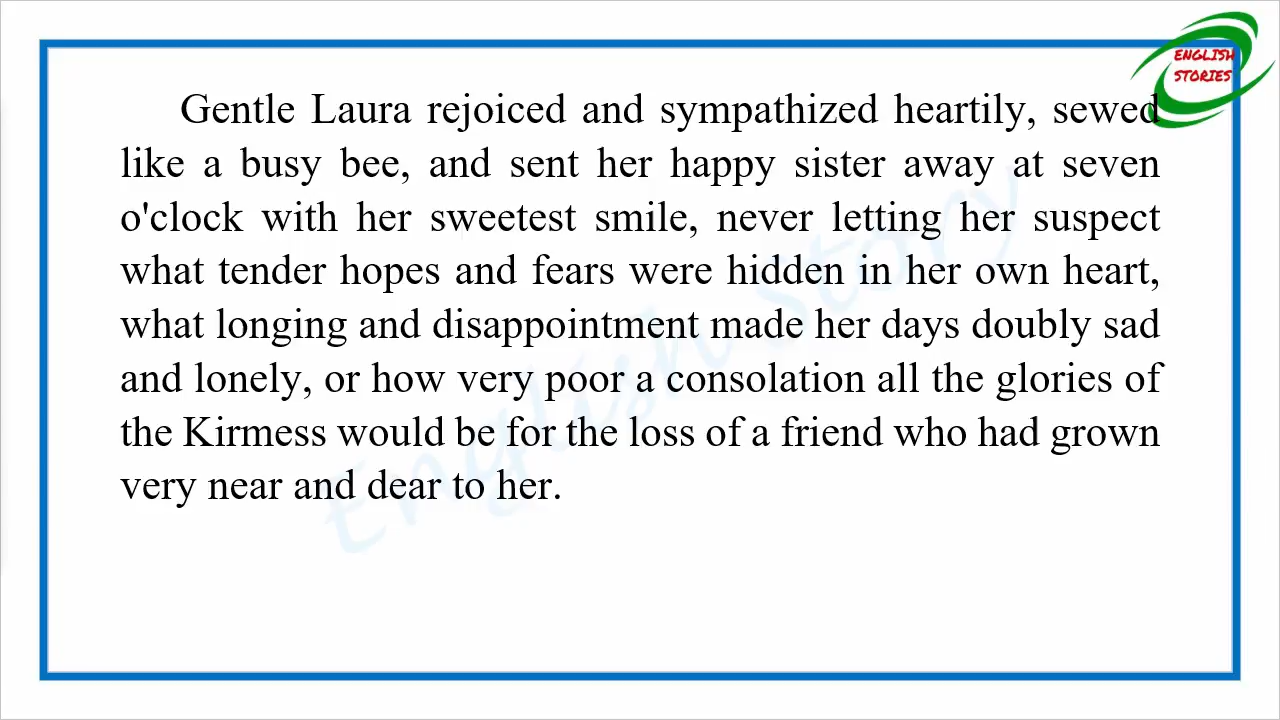 ENGLISH
STORIES
Gentle Laura rejoiced and sympathized heartily, sewed
like a busy bee, and sent her happy sister away at seven
o'clock with her sweetest smile, never letting her suspect
what tender hopes and fears were hidden in her own heart,
what longing and disappointment made her days doubly sad
and lonely, or how very poor a consolation all the glories of
the Kirmess would be for the loss of a friend who had grown
very near and dear to her.
English Story